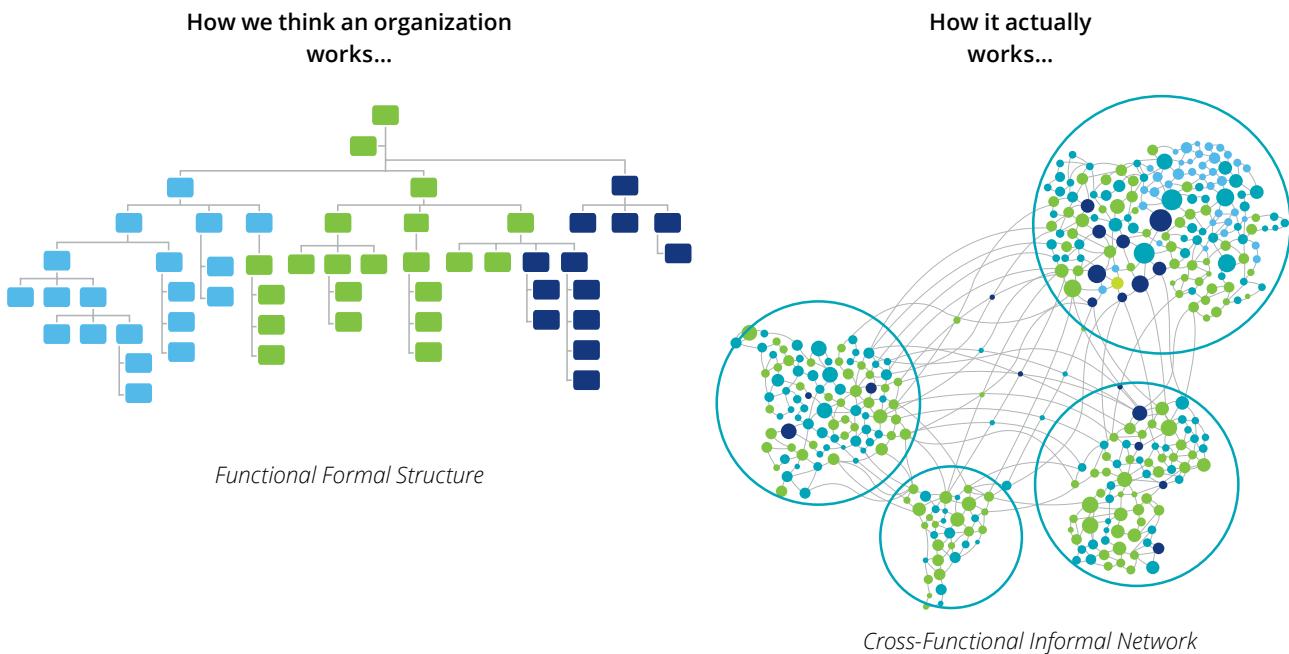 How we think an organization
works...
How it actually
works...
Functional Formal Structure
Cross-Functional Informal Network